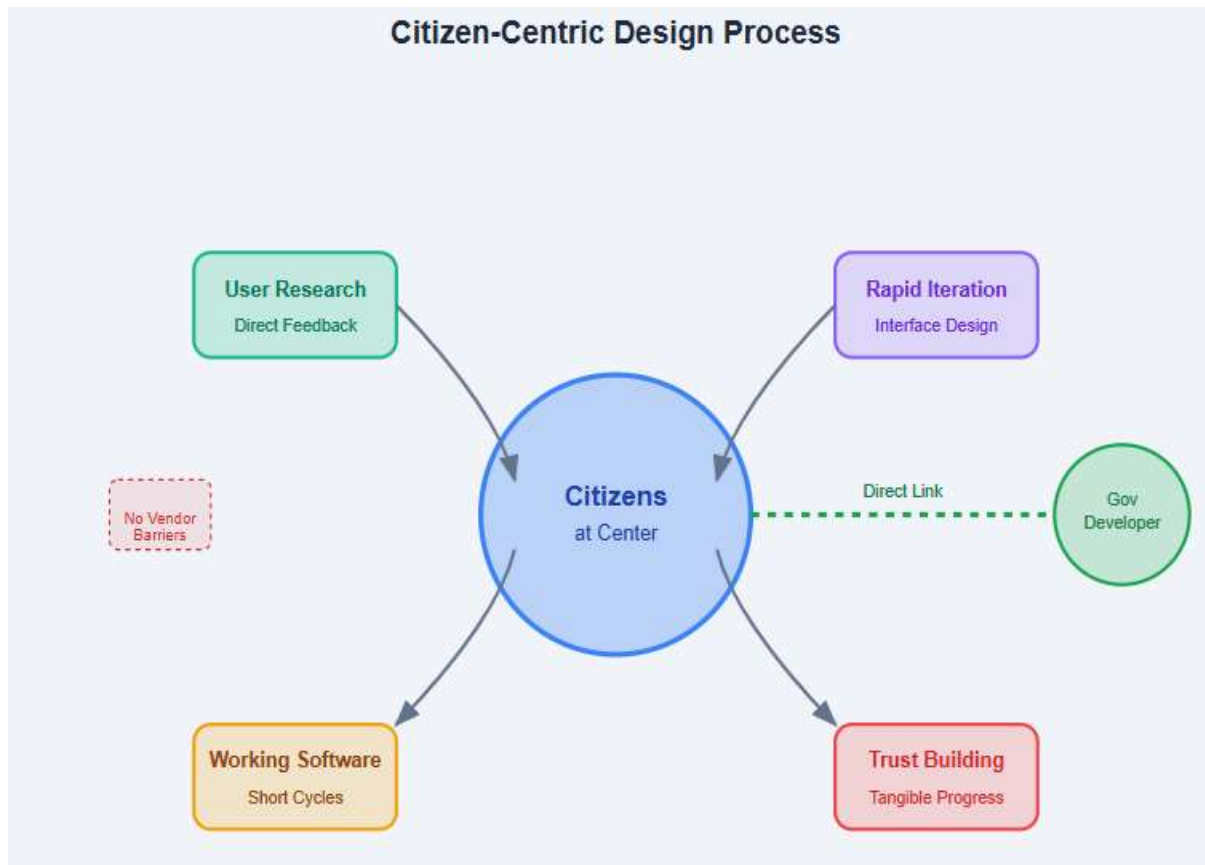 Citizen-Centric Design Process
User Research
Direct Feedback
Rapid Iteration
Interface Design
No Vendor
Barriers
Citizens
at Center
Direct Link
Gov
Developer
Working Software
Short Cycles
Trust Building
Tangible Progress